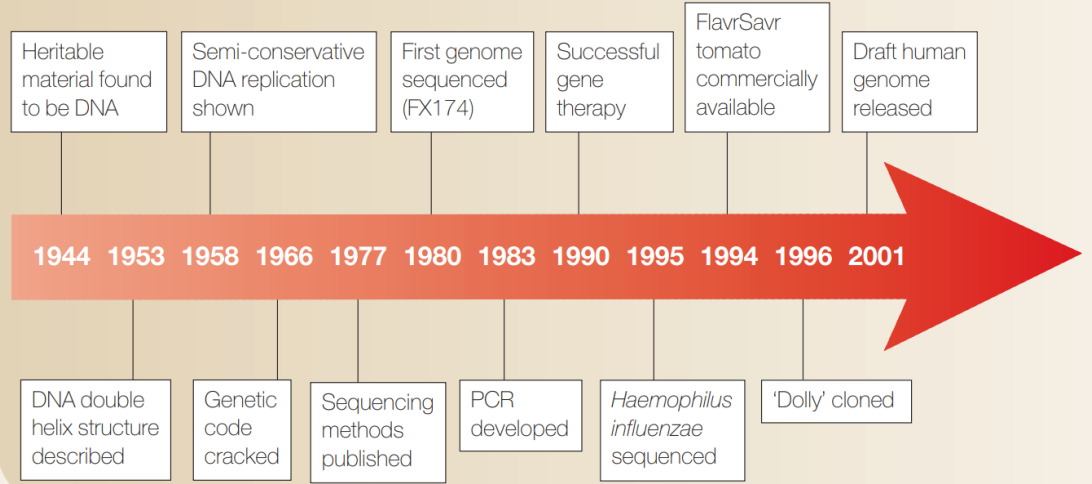 Heritable
material found
to be DNA
Semi-conservative
DNA replication
shown
First genome
sequenced
(FX174)
Successful
gene
therapy
FlavrSavr
tomato
commercially
available
Draft human
genome
released
1944 1953 1958 1966 1977 1980 1983 1990 1995 1994 1996 2001
DNA double
helix structure
described
Genetic
code
cracked
Sequencing
methods
published
PCR
developed
Haemophilus
influenzae
sequenced
‘Dolly’ cloned